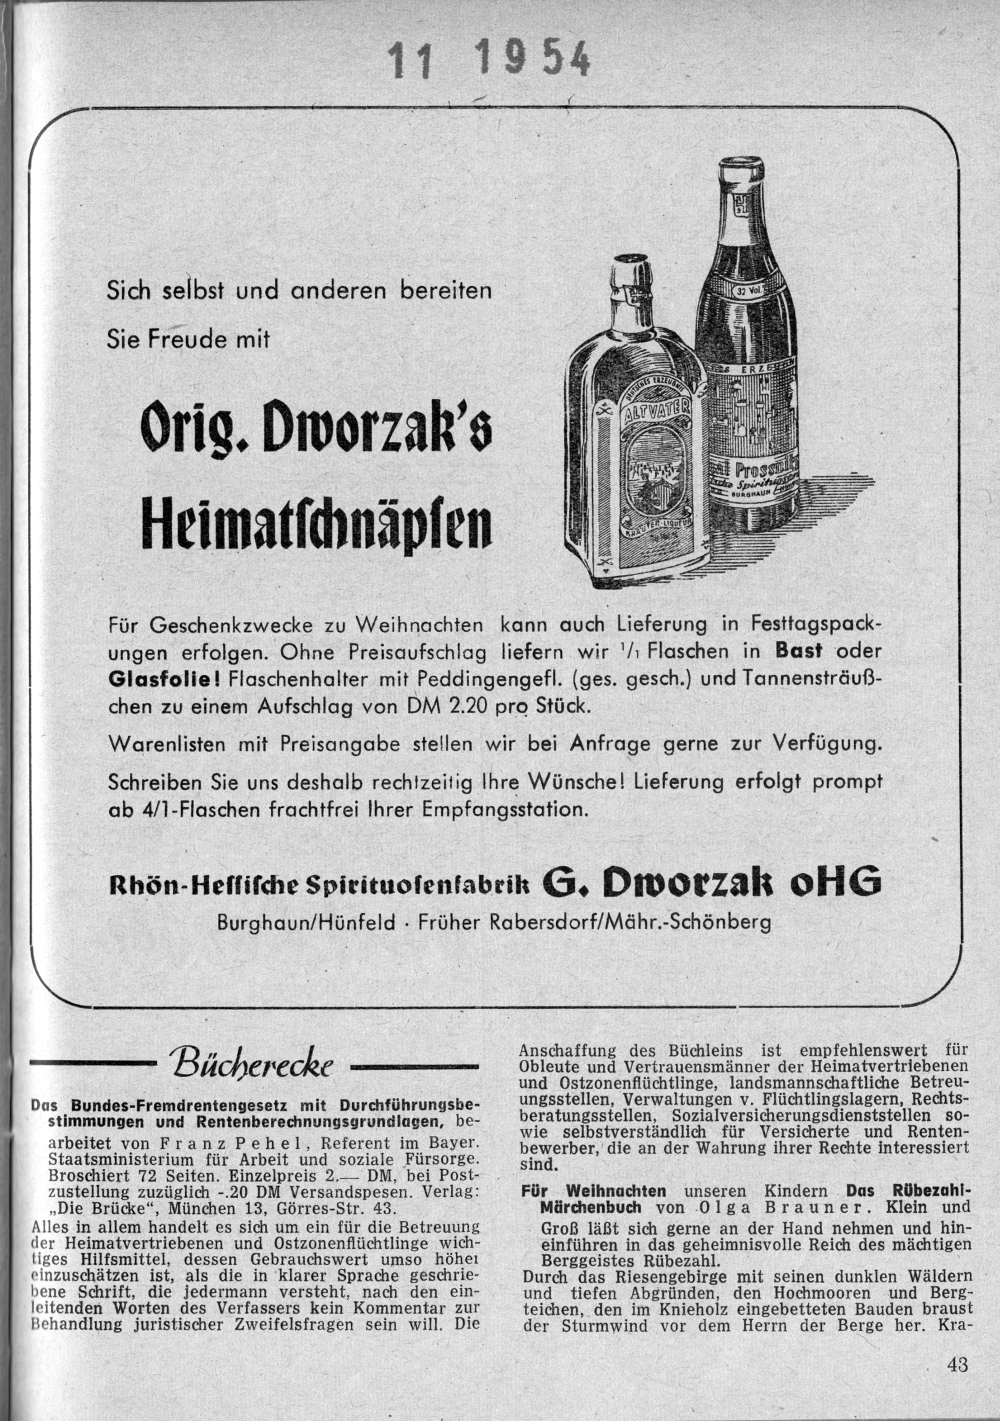 11 1954
Sich selbst und anderen bereiten
Sie Freude mit
Orig. Dworzak's
Heimatschnäpsen
32 Vol.
ERZEU
ALTVATER
KRÄUTER-LIQUEUR
Prossnitz
BURGHAUN
Für Geschenkzwecke zu Weihnachten kann auch Lieferung in Festtagspack-
ungen erfolgen. Ohne Preisaufschlag liefern wir ¹/₁ Flaschen in Bast oder
Glasfolie! Flaschenhalter mit Peddingengefl. (ges. gesch.) und Tannensträuß-
chen zu einem Aufschlag von DM 2.20 pro Stück.
Warenlisten mit Preisangabe stellen wir bei Anfrage gerne zur Verfügung.
Schreiben Sie uns deshalb rechtzeitig Ihre Wünsche! Lieferung erfolgt prompt
ab 4/1-Flaschen frachtfrei Ihrer Empfangsstation.
Rhön-Hessische Spirituosenfabrik G. Dworzak oHG
Burghaun/Hünfeld · Früher Rabersdorf/Mähr.-Schönberg
Bücherecke
Das Bundes-Fremdrentengesetz mit Durchführungsbe-
stimmungen und Rentenberechnungsgrundlagen, be-
arbeitet von Franz Pehel, Referent im Bayer.
Staatsministerium für Arbeit und soziale Fürsorge.
Broschiert 72 Seiten. Einzelpreis 2.— DM, bei Post-
zustellung zuzüglich -.20 DM Versandspesen. Verlag:
„Die Brücke“, München 13, Görres-Str. 43.
Alles in allem handelt es sich um ein für die Betreuung
der Heimatvertriebenen und Ostzonenflüchtlinge wich-
tiges Hilfsmittel, dessen Gebrauchswert umso höher
einzuschätzen ist, als die in klarer Sprache geschrie-
bene Schrift, die jedermann versteht, nach den ein-
leitenden Worten des Verfassers kein Kommentar zur
Behandlung juristischer Zweifelsfragen sein will. Die
Anschaffung des Büchleins ist empfehlenswert für
Obleute und Vertrauensmänner der Heimatvertriebenen
und Ostzonenflüchtlinge, landsmannschaftliche Betreu-
ungsstellen, Verwaltungen v. Flüchtlingslagern, Rechts-
beratungsstellen, Sozialversicherungsdienststellen so-
wie selbstverständlich für Versicherte und Renten-
bewerber, die an der Wahrung ihrer Rechte interessiert
sind.
Für Weihnachten unseren Kindern Das Rübezahl-
Märchenbuch von Olga Brauner. Klein und
Groß läßt sich gerne an der Hand nehmen und hin-
einführen in das geheimnisvolle Reich des mächtigen
Berggeistes Rübezahl.
Durch das Riesengebirge mit seinen dunklen Wäldern
und tiefen Abgründen, den Hochmooren und Berg-
teichen, den im Knieholz eingebetteten Bauden braust
der Sturmwind vor dem Herrn der Berge her. Kra-
43